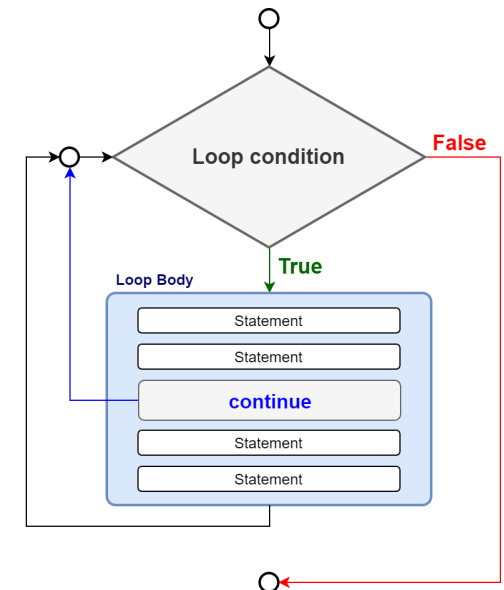 Loop condition
False
True
Loop Body
Statement
Statement
continue
Statement
Statement